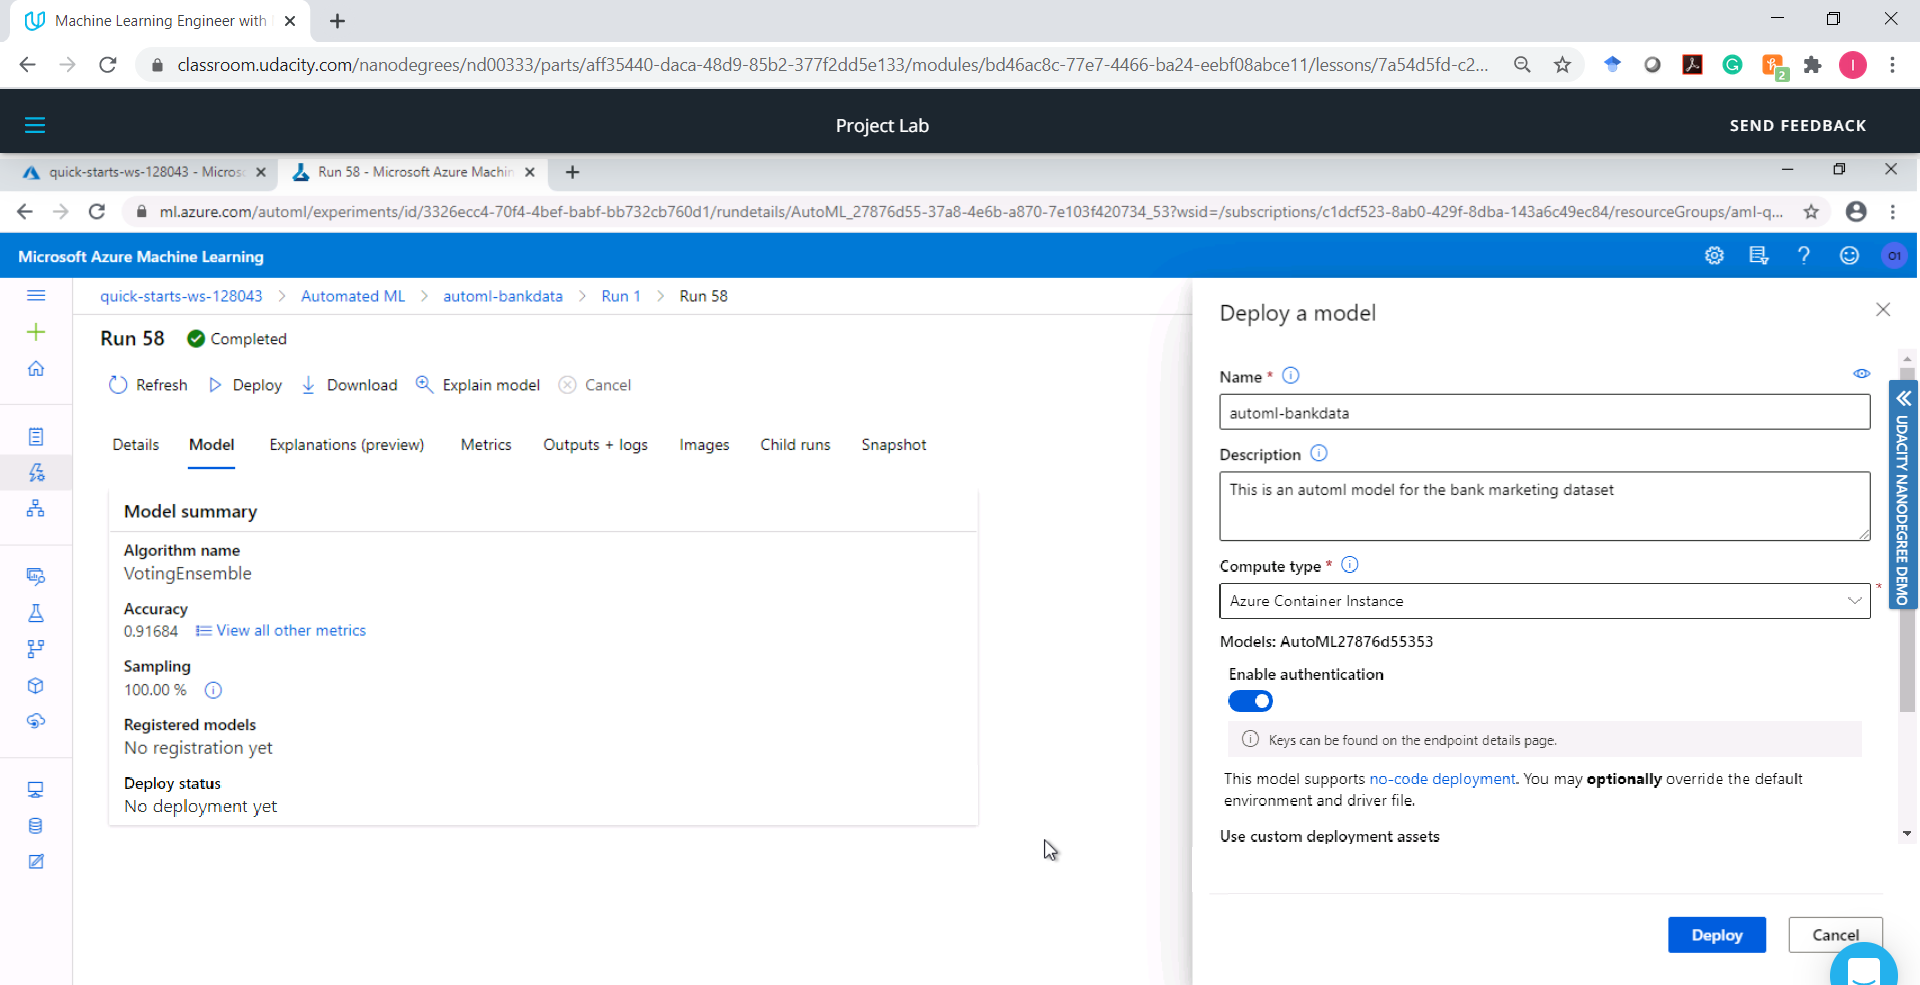 Machine Learning Engineer with
classroom.udacity.com/nanodegrees/nd00333/parts/aff35440-daca-48d9-85b2-377f2dd5e133/modules/bd46ac8c-77e7-4466-ba24-eebf08abce11/lessons/7a54d5fd-c2...
2
I
Project Lab
SEND FEEDBACK
quick-starts-ws-128043 - Micros
Run 58 - Microsoft Azure Machin
ml.azure.com/automl/experiments/id/3326ecc4-70f4-4bef-babf-bb732cb760d1/rundetails/AutoML_27876d55-37a8-4e6b-a870-7e103f420734_53?wsid=/subscriptions/c1dcf523-8ab0-429f-8dba-143a6c49ec84/resourceGroups/aml-q...
Microsoft Azure Machine Learning
O1
quick-starts-ws-128043 > Automated ML > automl-bankdata > Run 1 > Run 58
Run 58 Completed
Refresh Deploy Download Explain model Cancel
Details Model Explanations (preview) Metrics Outputs + logs Images Child runs Snapshot
Model summary
Algorithm name
VotingEnsemble
Accuracy
0.91684 View all other metrics
Sampling
100.00 %
Registered models
No registration yet
Deploy status
No deployment yet
Deploy a model
Name *
automl-bankdata
Description
This is an automl model for the bank marketing dataset
Compute type *
Azure Container Instance
*
Models: AutoML27876d55353
Enable authentication
Keys can be found on the endpoint details page.
This model supports no-code deployment. You may optionally override the default
environment and driver file.
Use custom deployment assets
Deploy
Cancel
UDACITY NANODEGREE DEMO